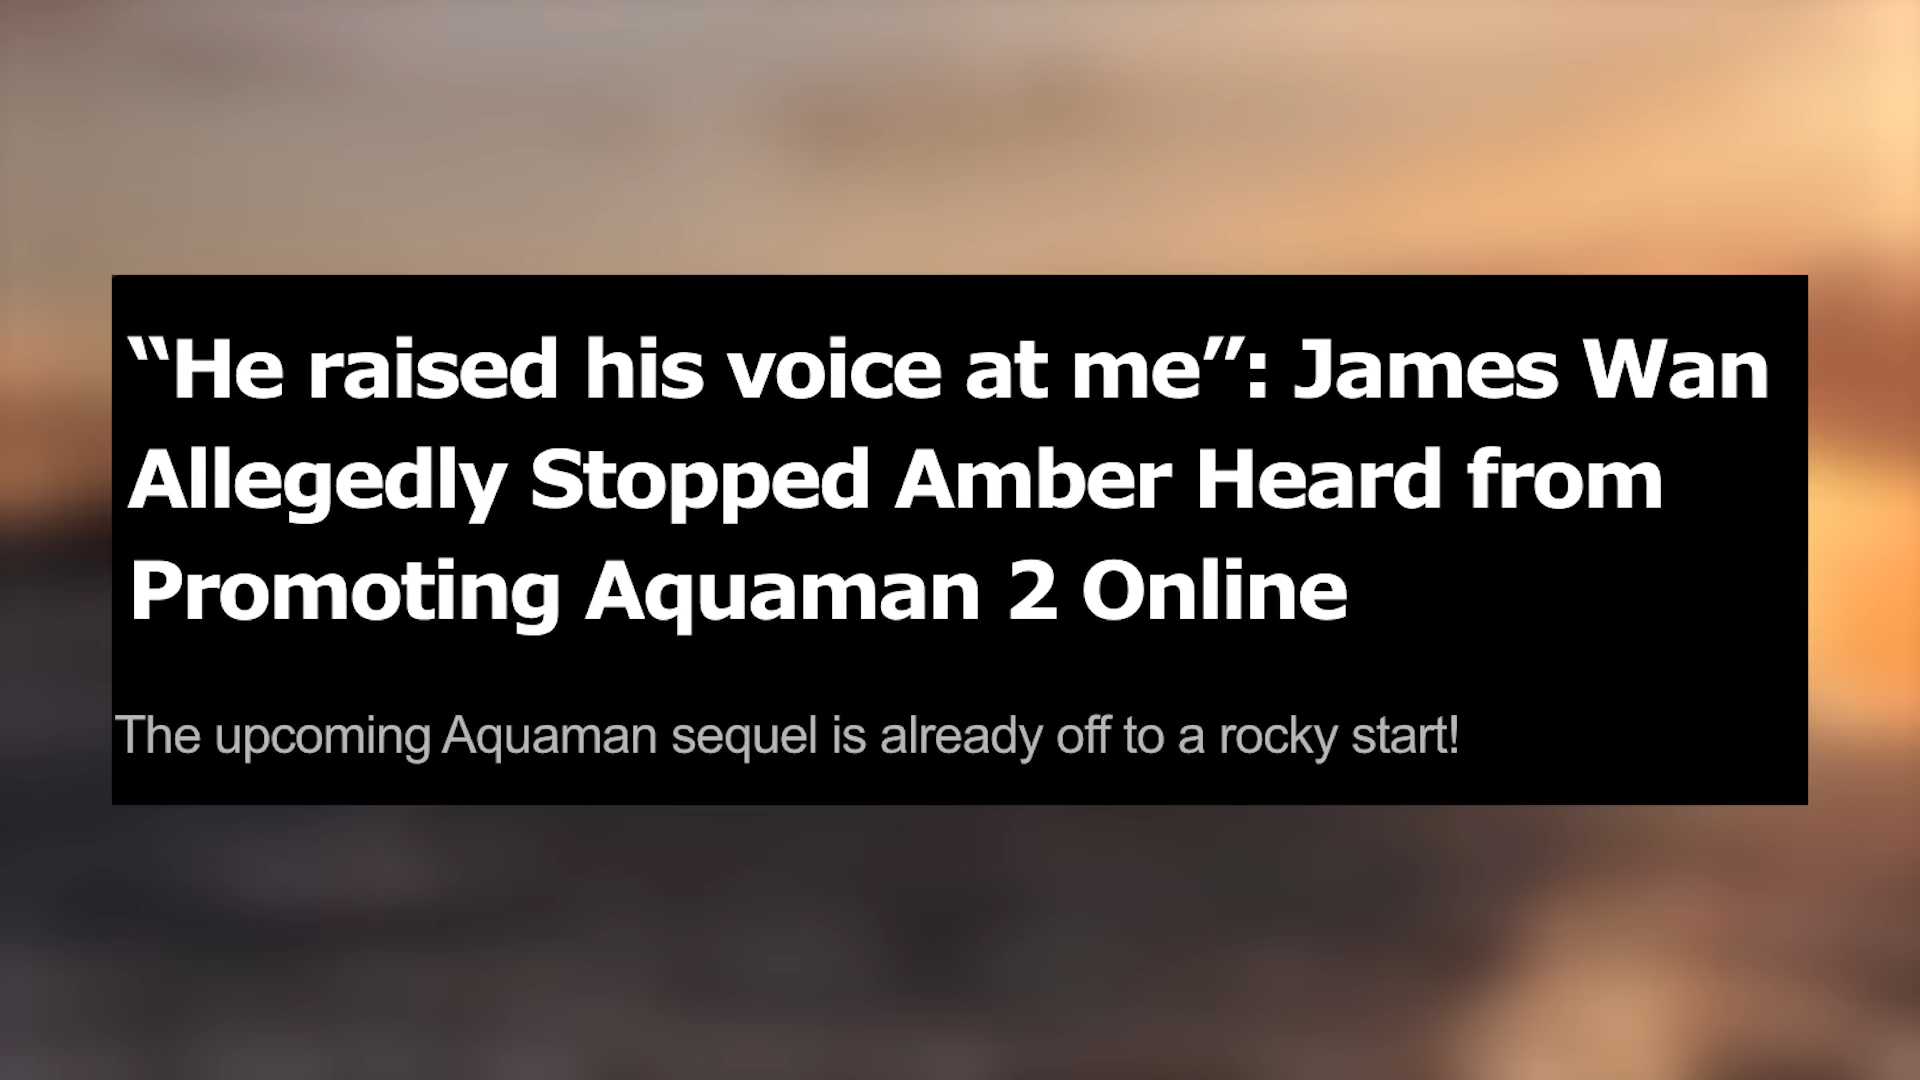 “He raised his voice at me”: James Wan
Allegedly Stopped Amber Heard from
Promoting Aquaman 2 Online
The upcoming Aquaman sequel is already off to a rocky start!